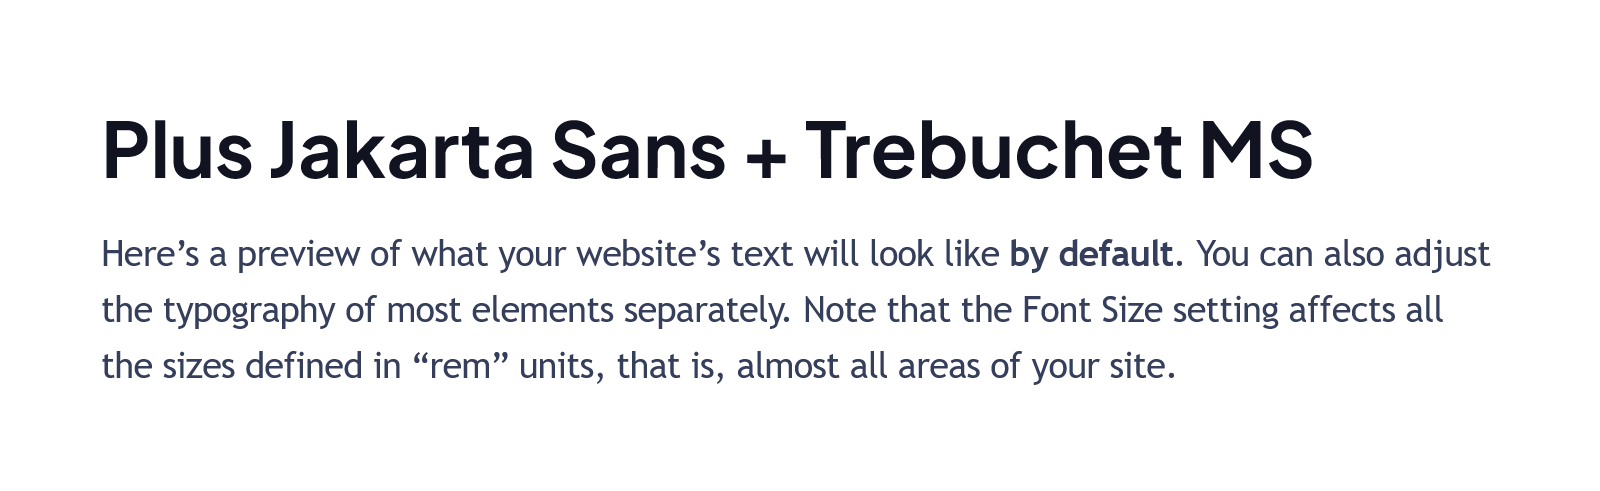 Plus Jakarta Sans + Trebuchet MS
Here’s a preview of what your website’s text will look like by default. You can also adjust
the typography of most elements separately. Note that the Font Size setting affects all
the sizes defined in “rem” units, that is, almost all areas of your site.